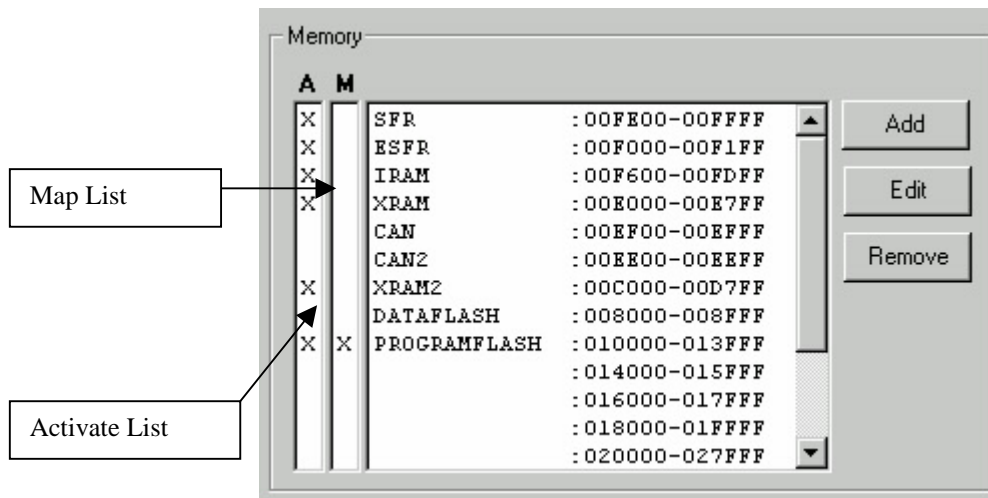 Memory
A M
X SFR :00FE00-00FFFF
X ESFR :00F000-00F1FF
X IRAM :00F600-00FDFF
X XRAM :00E000-00E7FF
CAN :00EF00-00EFFF
CAN2 :00EE00-00EEFF
X XRAM2 :00C000-00D7FF
DATAFLASH :008000-008FFF
X X PROGRAMFLASH :010000-013FFF
:014000-015FFF
:016000-017FFF
:018000-01FFFF
:020000-027FFF
Add
Edit
Remove
Map List
Activate List